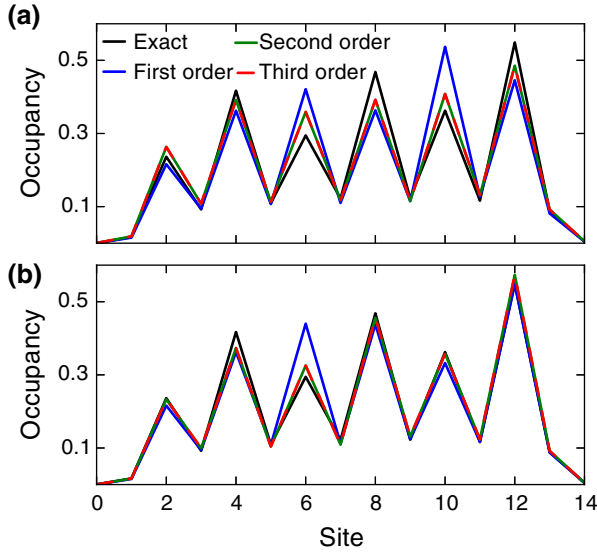 (a)
Exact
Second order
First order
Third order
Occupancy
0.5
0.3
0.1
(b)
Occupancy
0.5
0.3
0.1
0 2 4 6 8 10 12 14
Site